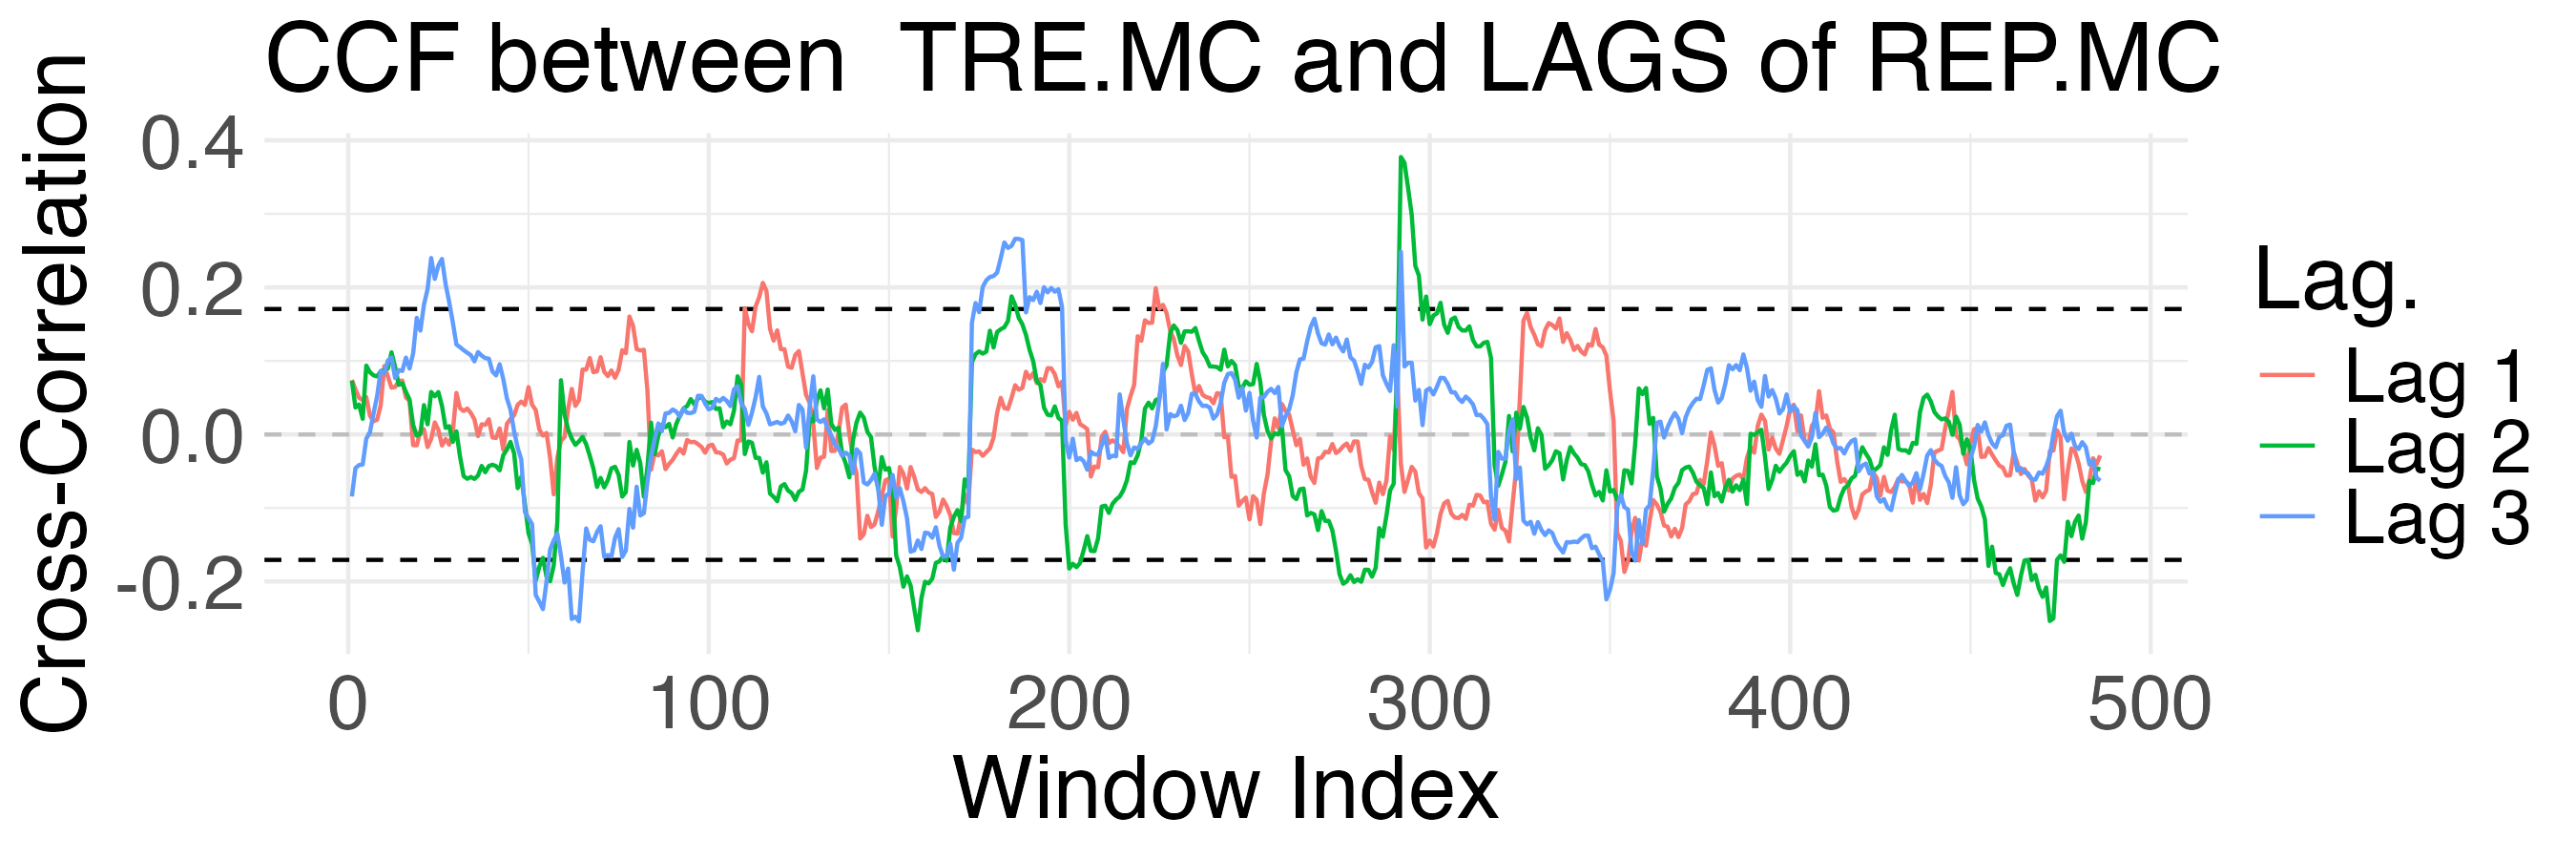 CCF between  TRE.MC and LAGS of REP.MC
Cross-Correlation
0.4
0.2
0.0
-0.2
0
100
200
300
400
500
Window Index
Lag.
Lag 1
Lag 2
Lag 3